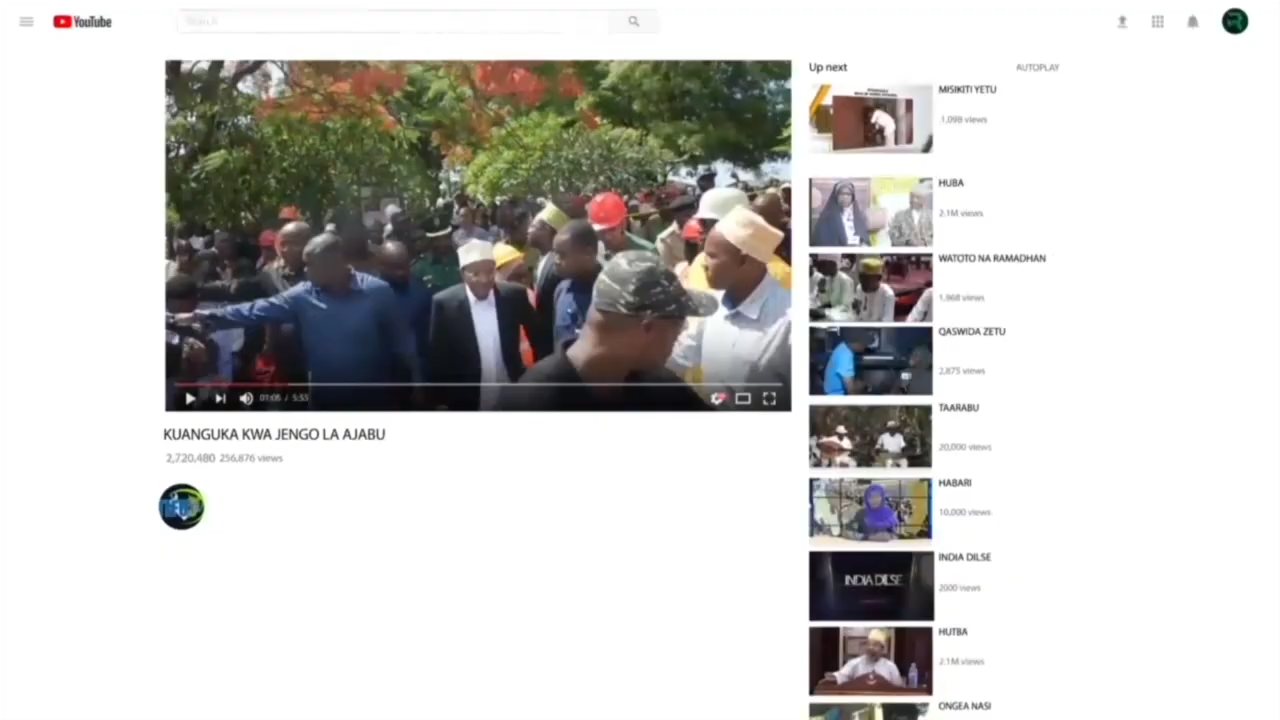 YouTube
Search
Up next
AUTOPLAY
MISIKITI YETU
1,098 views
HUBA
2.1M views
WATOTO NA RAMADHAN
1,968 views
QASWIDA ZETU
2,875 views
TAARABU
20,000 views
HABARI
10,000 views
INDIA DILSE
INDIA DILSE
2000 views
HUTBA
2.1M views
ONGEA NASI
01:05 / 5:53
KUANGUKA KWA JENGO LA AJABU
2,720,480 256,876 views